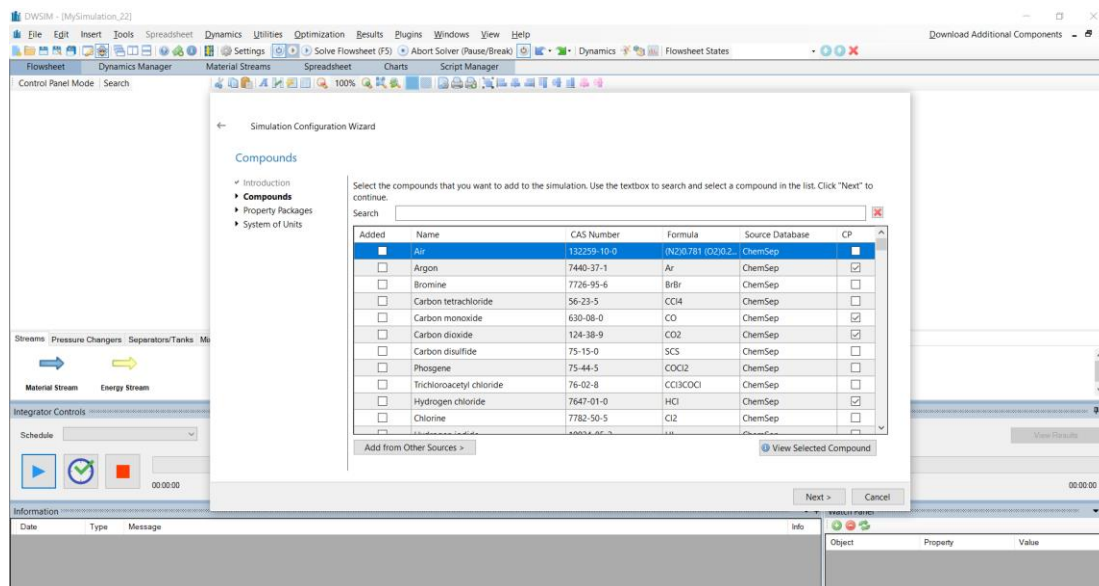 DWSIM - [MySimulation_22]
File Edit Insert Tools Spreadsheet Dynamics Utilities Optimization Results Plugins Windows View Help Download Additional Components
Settings Solve Flowsheet (F5) Abort Solver (Pause/Break) Dynamics Flowsheet States
Flowsheet Dynamics Manager Material Streams Spreadsheet Charts Script Manager
Control Panel Mode Search 100%
Simulation Configuration Wizard
Compounds
Introduction
Compounds
Property Packages
System of Units
Select the compounds that you want to add to the simulation. Use the textbox to search and select a compound in the list. Click "Next" to
continue.
Search
Added Name CAS Number Formula Source Database CP
Air 132259-10-0 (N2)0.781 (O2)0.2... ChemSep
Argon 7440-37-1 Ar ChemSep
Bromine 7726-95-6 BrBr ChemSep
Carbon tetrachloride 56-23-5 CCl4 ChemSep
Carbon monoxide 630-08-0 CO ChemSep
Carbon dioxide 124-38-9 CO2 ChemSep
Carbon disulfide 75-15-0 SCS ChemSep
Phosgene 75-44-5 COCl2 ChemSep
Trichloroacetyl chloride 76-02-8 CCl3COCl ChemSep
Hydrogen chloride 7647-01-0 HCl ChemSep
Chlorine 7782-50-5 Cl2 ChemSep
Add from Other Sources > View Selected Compound
Next > Cancel
Streams Pressure Changers Separators/Tanks
Material Stream Energy Stream
Integrator Controls
Schedule View Results
00:00:00 00:00:00
Information Watch Panel
Date Type Message Info
Object Property Value